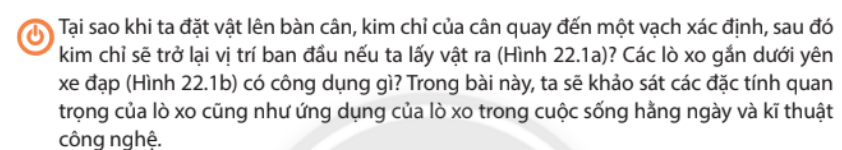 Tại sao khi ta đặt vật lên bàn cân, kim chỉ của cân quay đến một vạch xác định, sau đó
kim chỉ sẽ trở lại vị trí ban đầu nếu ta lấy vật ra (Hình 22.1a)? Các lò xo gắn dưới yên
xe đạp (Hình 22.1b) có công dụng gì? Trong bài này, ta sẽ khảo sát các đặc tính quan
trọng của lò xo cũng như ứng dụng của lò xo trong cuộc sống hằng ngày và kĩ thuật
công nghệ.